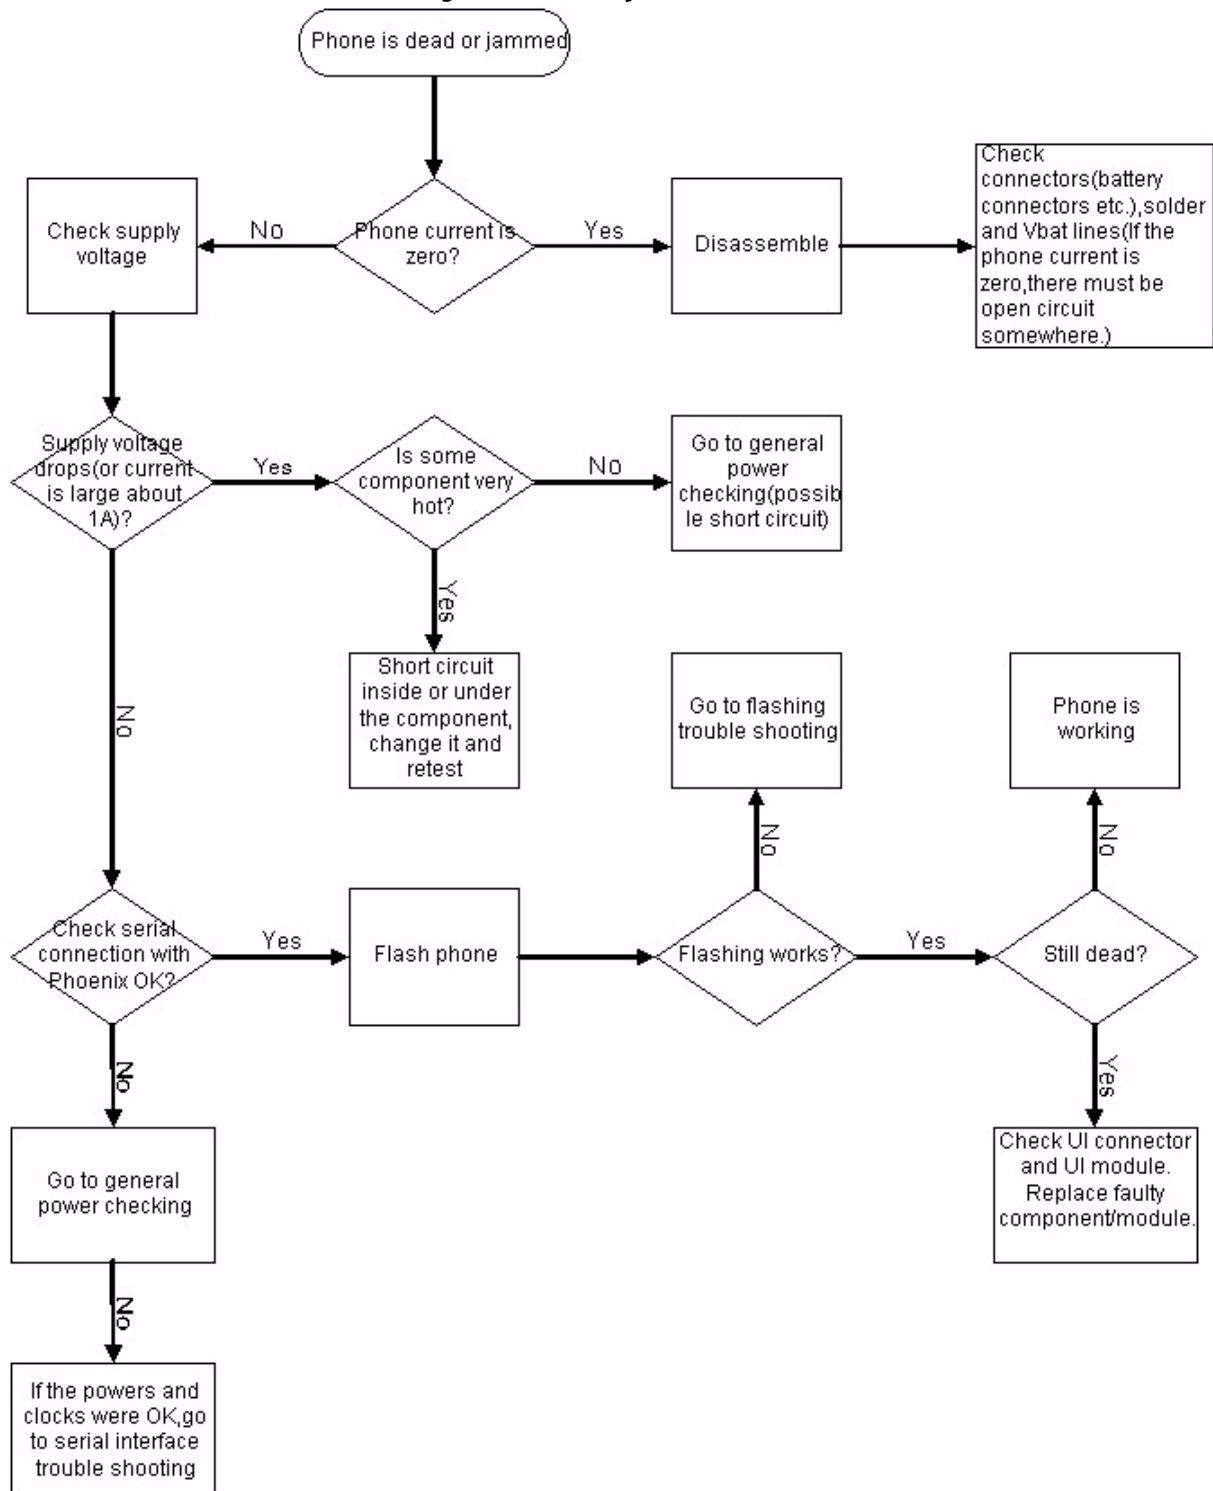 Phone is dead or jammed
Check supply
voltage
No
Phone current is
zero?
Yes
Disassemble
Check
connectors(battery
connectors etc.),solder
and Vbat lines(If the
phone current is
zero,there must be
open circuit
somewhere.)
Supply voltage
drops(or current
is large about
1A)?
Yes
Is some
component very
hot?
No
Go to general
power
checking(possib
le short circuit)
Yes
No
Short circuit
inside or under
the component,
change it and
retest
Go to flashing
trouble shooting
Phone is
working
No
No
Check serial
connection with
Phoenix OK?
Yes
Flash phone
Flashing works?
Yes
Still dead?
No
Yes
Go to general
power checking
Check UI connector
and UI module.
Replace faulty
component/module.
No
If the powers and
clocks were OK,go
to serial interface
trouble shooting